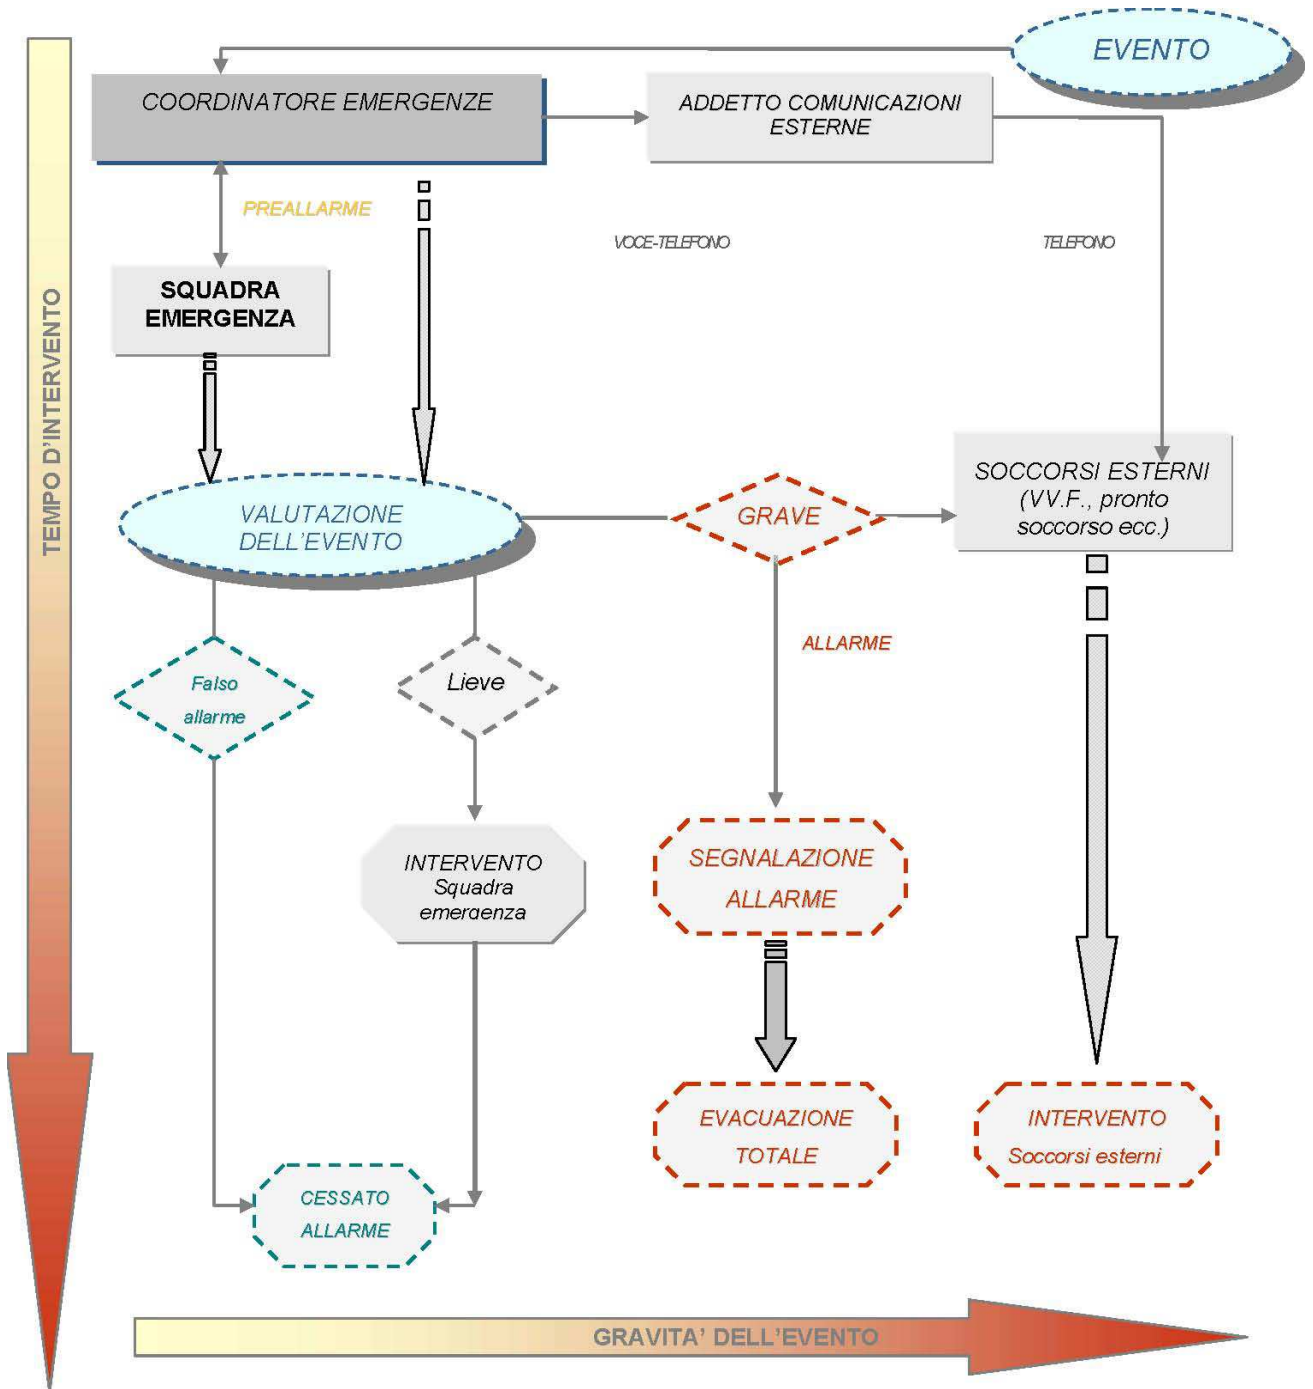 EVENTO
COORDINATORE EMERGENZE
ADDETTO COMUNICAZIONI
ESTERNE
PREALLARME
VOCE-TELEFONO
TELEFONO
SQUADRA
EMERGENZA
TEMPO D'INTERVENTO
SOCCORSI ESTERNI
(VV.F., pronto
soccorso ecc.)
VALUTAZIONE
DELL'EVENTO
GRAVE
ALLARME
Falso
allarme
Lieve
INTERVENTO
Squadra
emergenza
SEGNALAZIONE
ALLARME
EVACUAZIONE
TOTALE
INTERVENTO
Soccorsi esterni
CESSATO
ALLARME
GRAVITA' DELL'EVENTO